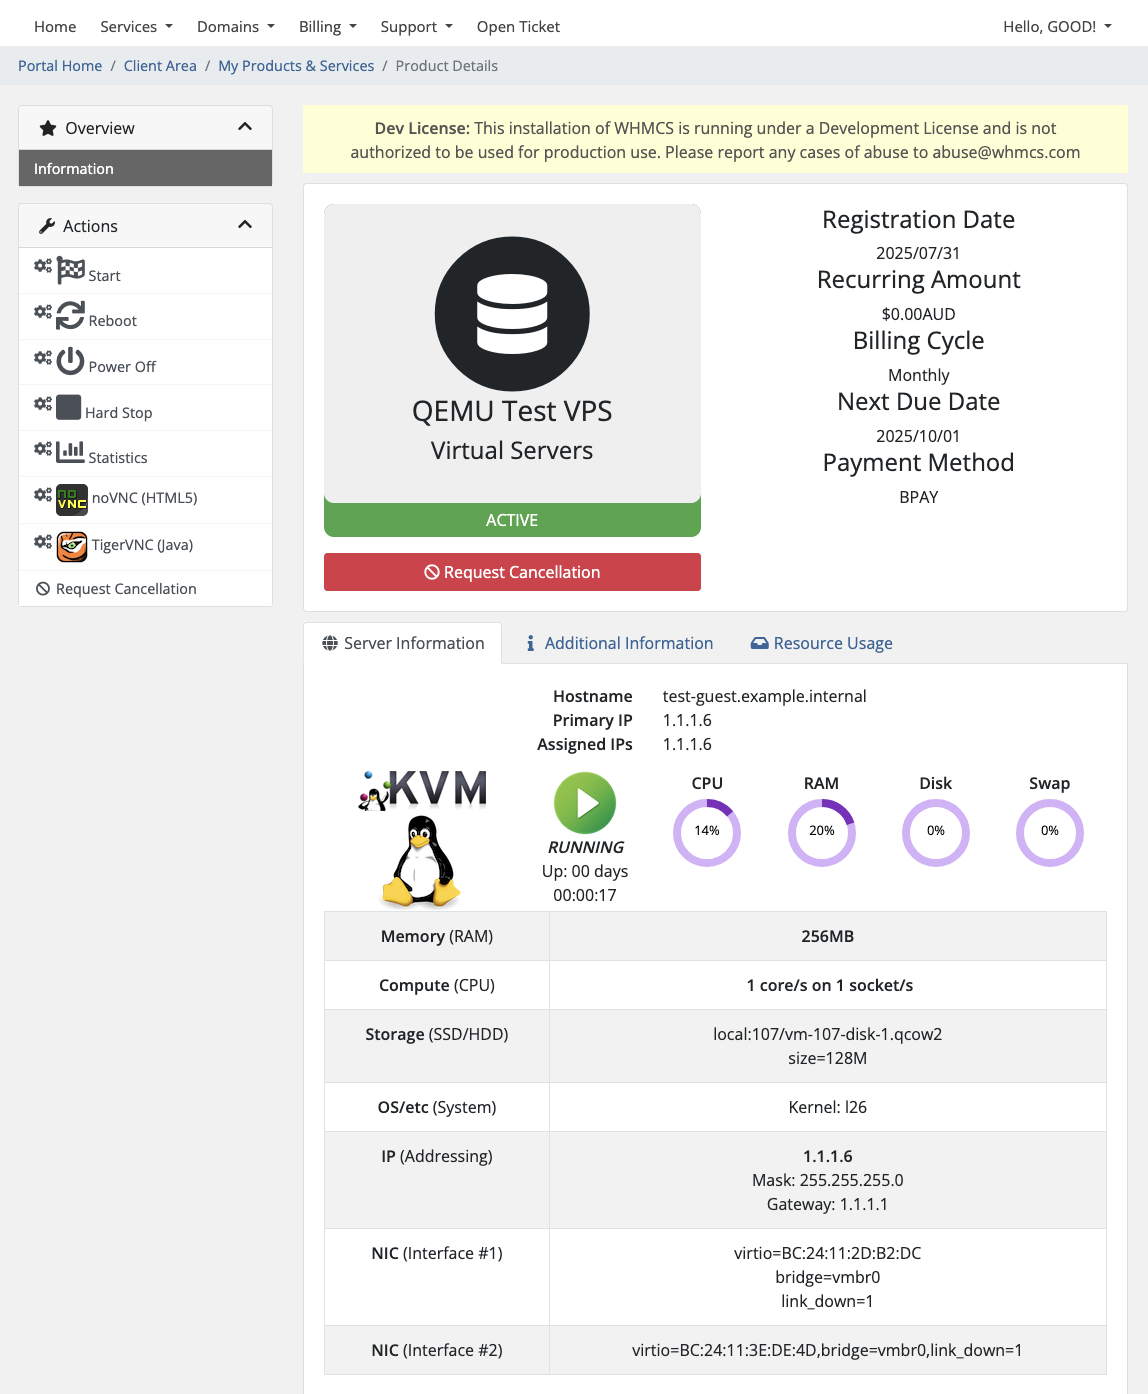 Home Services Domains Billing Support Open Ticket Hello, GOOD!
Portal Home / Client Area / My Products & Services / Product Details
Overview
Information
Actions
Start
Reboot
Power Off
Hard Stop
Statistics
noVNC
noVNC (HTML5)
TigerVNC (Java)
Request Cancellation
Dev License: This installation of WHMCS is running under a Development License and is not
authorized to be used for production use. Please report any cases of abuse to abuse@whmcs.com
QEMU Test VPS
Virtual Servers
ACTIVE
Request Cancellation
Registration Date
2025/07/31
Recurring Amount
$0.00AUD
Billing Cycle
Monthly
Next Due Date
2025/10/01
Payment Method
BPAY
Server Information Additional Information Resource Usage
Hostname test-guest.example.internal
Primary IP 1.1.1.6
Assigned IPs 1.1.1.6
KVM
RUNNING
Up: 00 days
00:00:17
CPU RAM Disk Swap
14% 20% 0% 0%
Memory (RAM) 256MB
Compute (CPU) 1 core/s on 1 socket/s
Storage (SSD/HDD) local:107/vm-107-disk-1.qcow2
size=128M
OS/etc (System) Kernel: l26
IP (Addressing) 1.1.1.6
Mask: 255.255.255.0
Gateway: 1.1.1.1
NIC (Interface #1) virtio=BC:24:11:2D:B2:DC
bridge=vmbr0
link_down=1
NIC (Interface #2) virtio=BC:24:11:3E:DE:4D,bridge=vmbr0,link_down=1